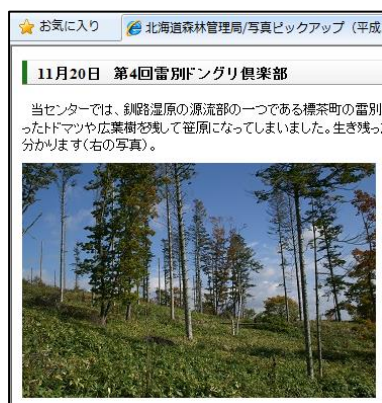 お気に入り
北海道森林管理局/写真ピックアップ（平成
11月20日 第4回雷別ドングリ倶楽部
当センターでは、釧路湿原の源流部の一つである標茶町の雷別
ったトドマツや広葉樹を残して笹原になってしまいました。生き残っ
分かります(右の写真)。